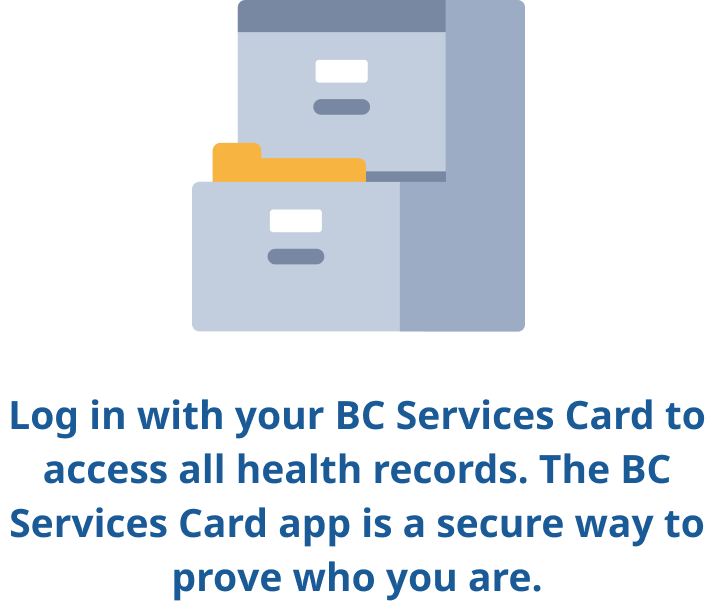 Log in with your BC Services Card to
access all health records. The BC
Services Card app is a secure way to
prove who you are.